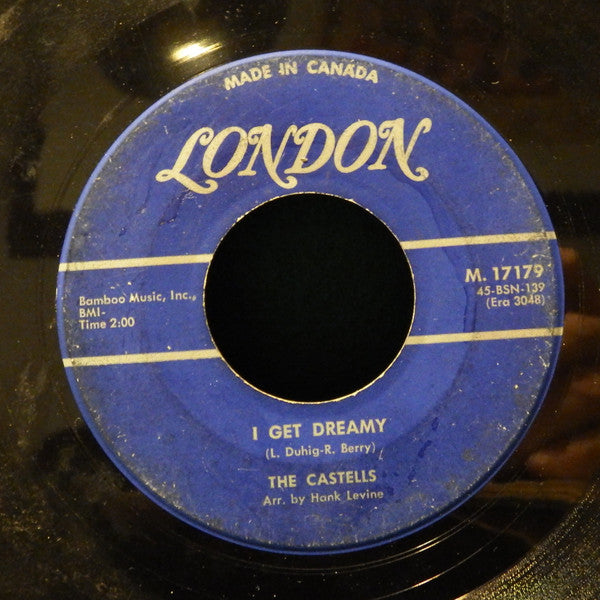 MADE IN CANADA
LONDON
Bamboo Music, Inc.,
BMI-
Time 2:00
M. 17179
45-BSN-139
(Era 3048)
I GET DREAMY
(L. Duhig-R. Berry)
THE CASTELLS
Arr. by Hank Levine